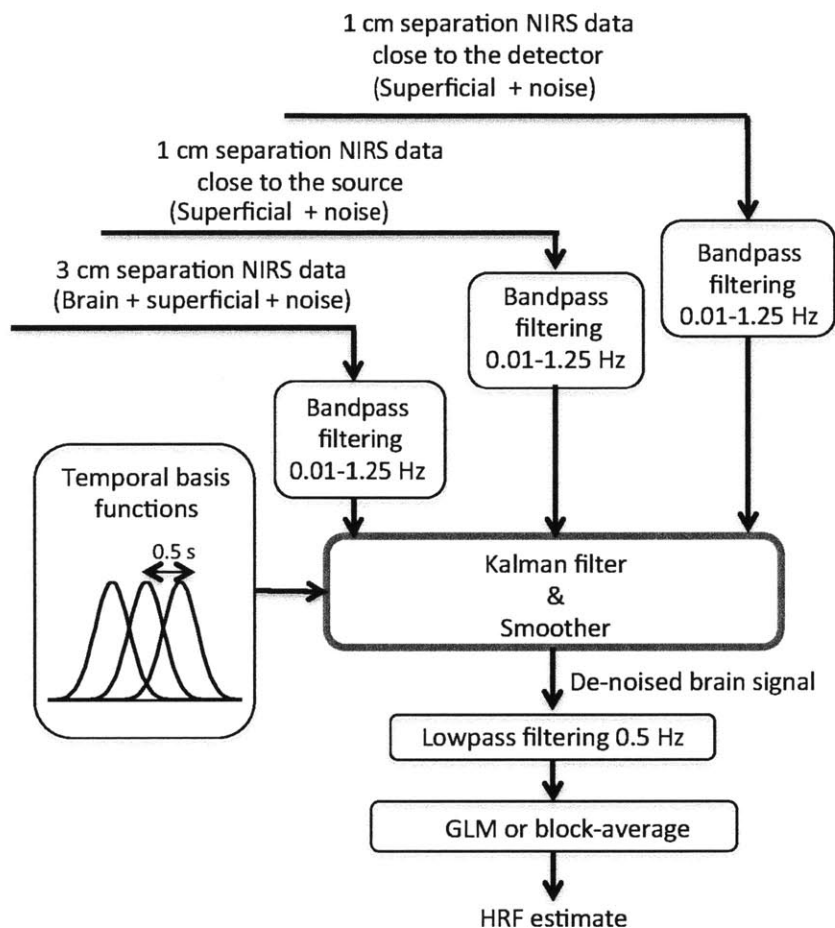 1 cm separation NIRS data
close to the detector
(Superficial + noise)
1 cm separation NIRS data
close to the source
(Superficial + noise)
3 cm separation NIRS data
(Brain + superficial + noise)
Bandpass
filtering
0.01-1.25 Hz
Bandpass
filtering
0.01-1.25 Hz
Bandpass
filtering
0.01-1.25 Hz
Temporal basis
functions
0.5 s
Kalman filter
&
Smoother
De-noised brain signal
Lowpass filtering 0.5 Hz
GLM or block-average
HRF estimate